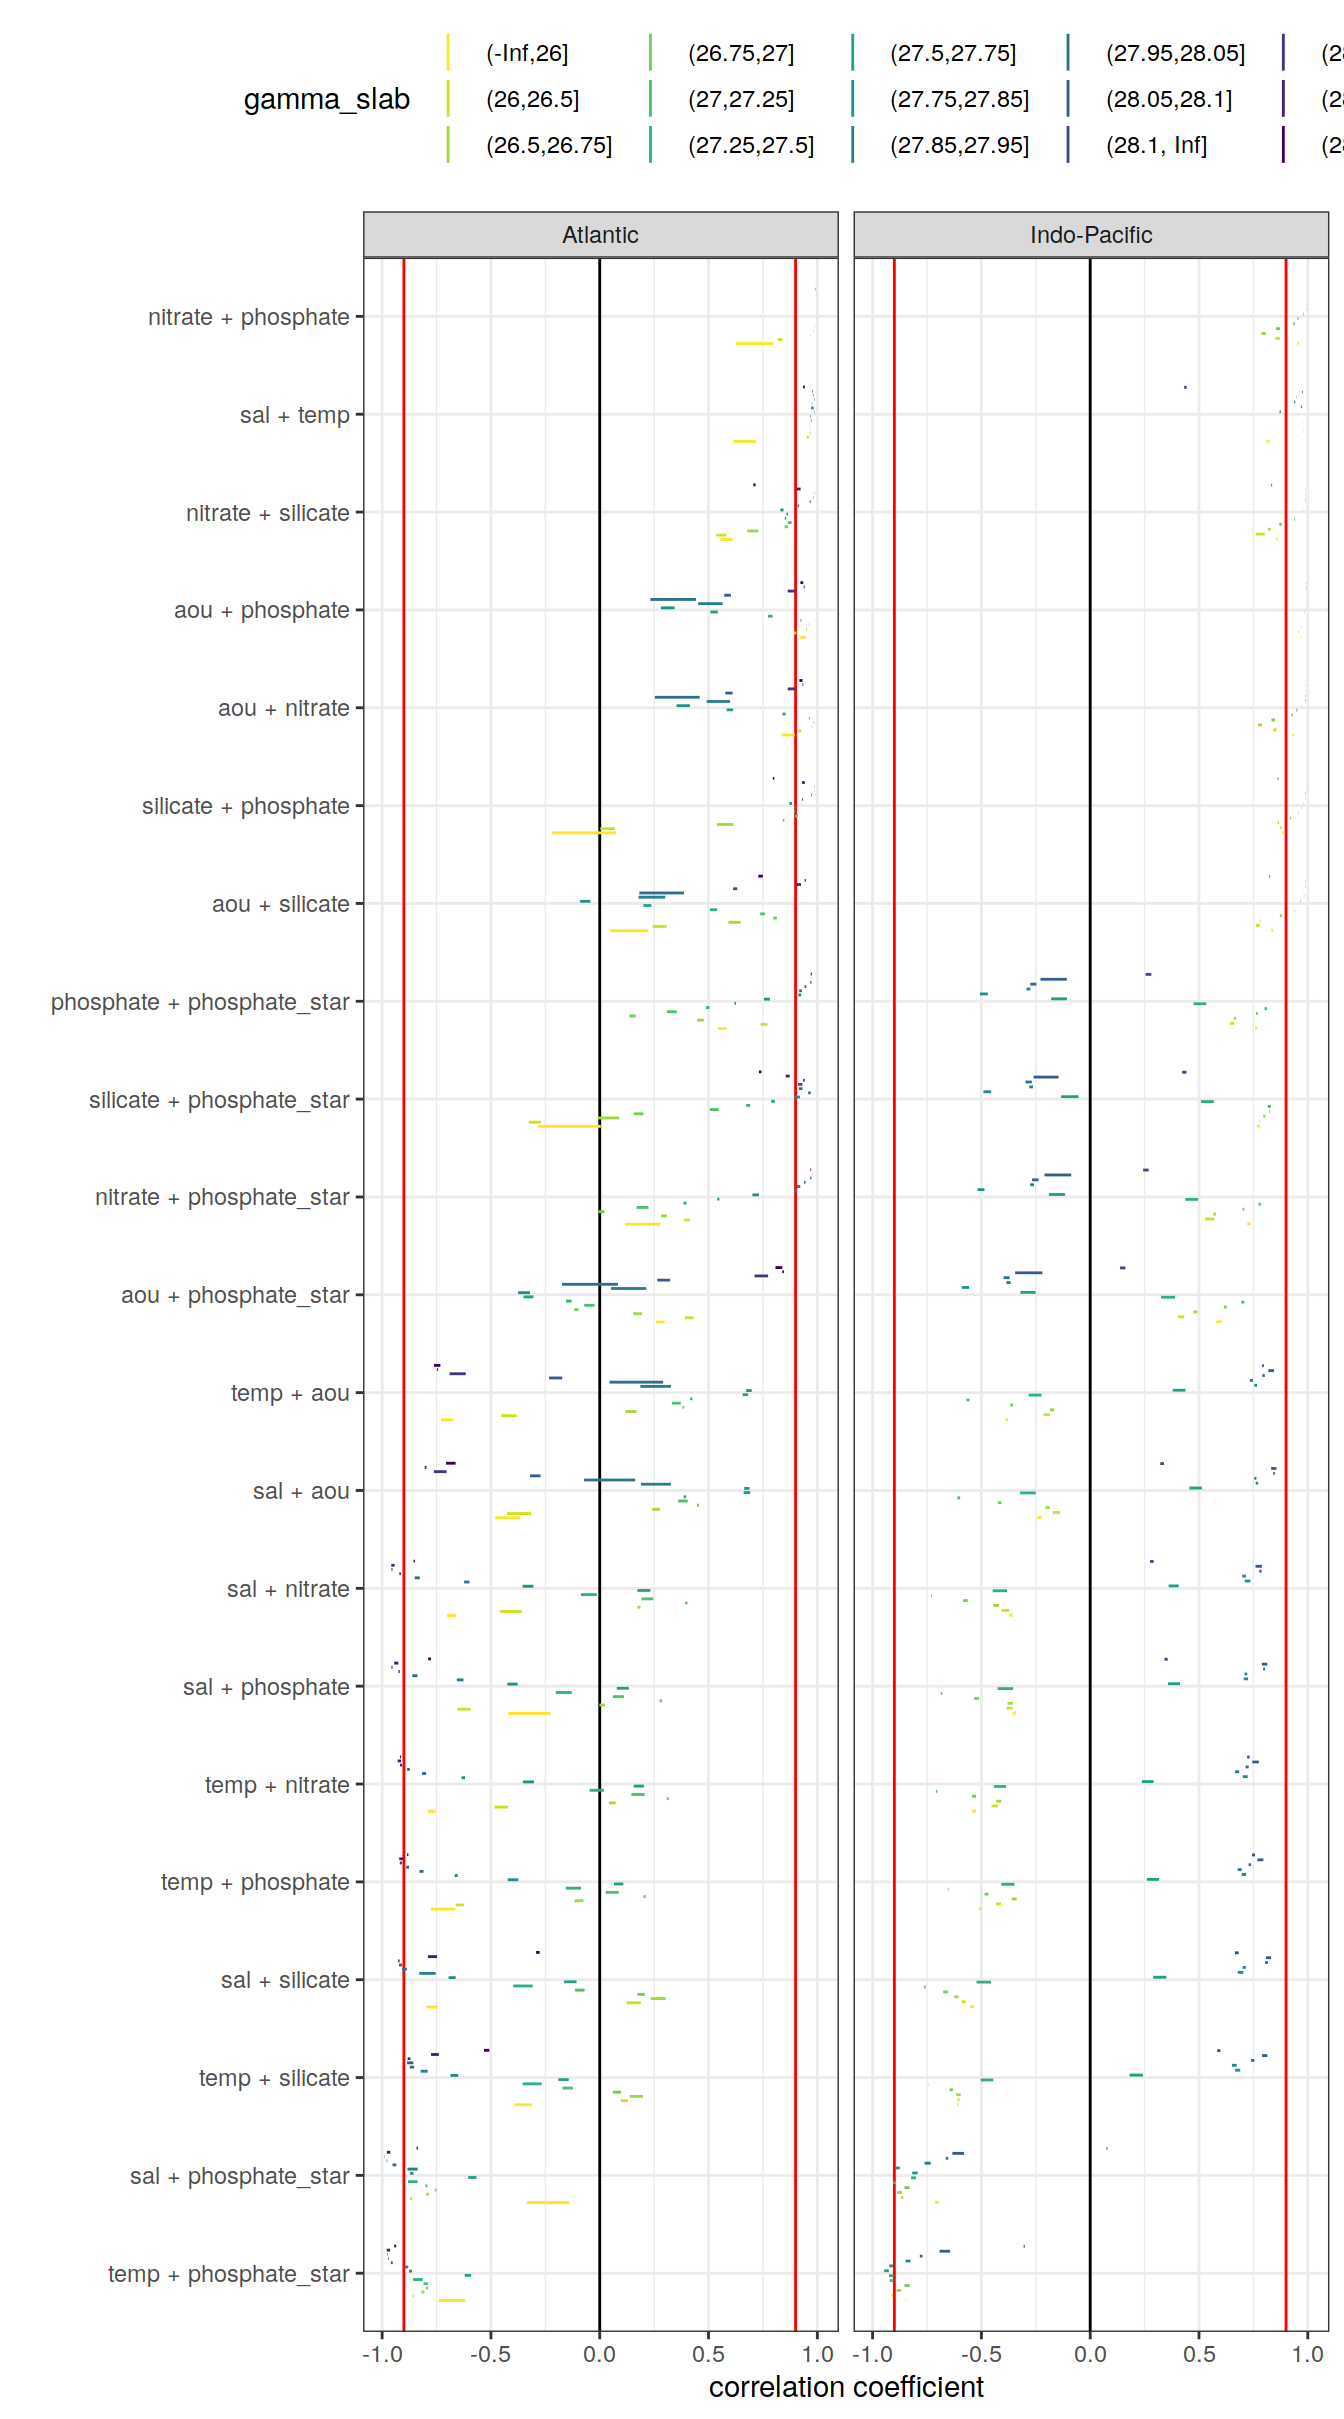 (-Inf,26] (26.75,27] (27.5,27.75] (27.95,28.05]
gamma_slab (26,26.5] (27,27.25] (27.75,27.85] (28.05,28.1]
(26.5,26.75] (27.25,27.5] (27.85,27.95] (28.1, Inf]
Atlantic Indo-Pacific
nitrate + phosphate
sal + temp
nitrate + silicate
aou + phosphate
aou + nitrate
silicate + phosphate
aou + silicate
phosphate + phosphate_star
silicate + phosphate_star
nitrate + phosphate_star
aou + phosphate_star
temp + aou
sal + aou
sal + nitrate
sal + phosphate
temp + nitrate
temp + phosphate
sal + silicate
temp + silicate
sal + phosphate_star
temp + phosphate_star
-1.0 -0.5 0.0 0.5 1.0 -1.0 -0.5 0.0 0.5 1.0
correlation coefficient